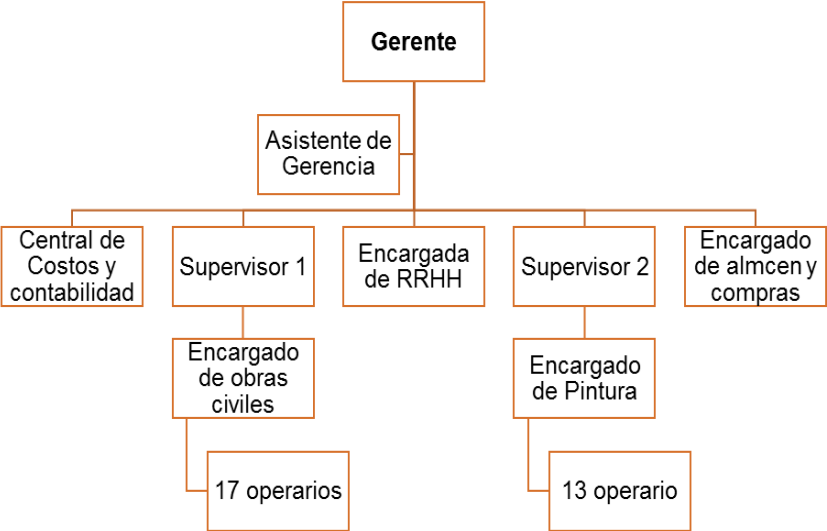 Gerente
Asistente de
Gerencia
Central de
Costos y
contabilidad
Supervisor 1
Encargada
de RRHH
Supervisor 2
Encargado
de almcen y
compras
Encargado
de obras
civiles
Encargado
de Pintura
17 operarios
13 operario